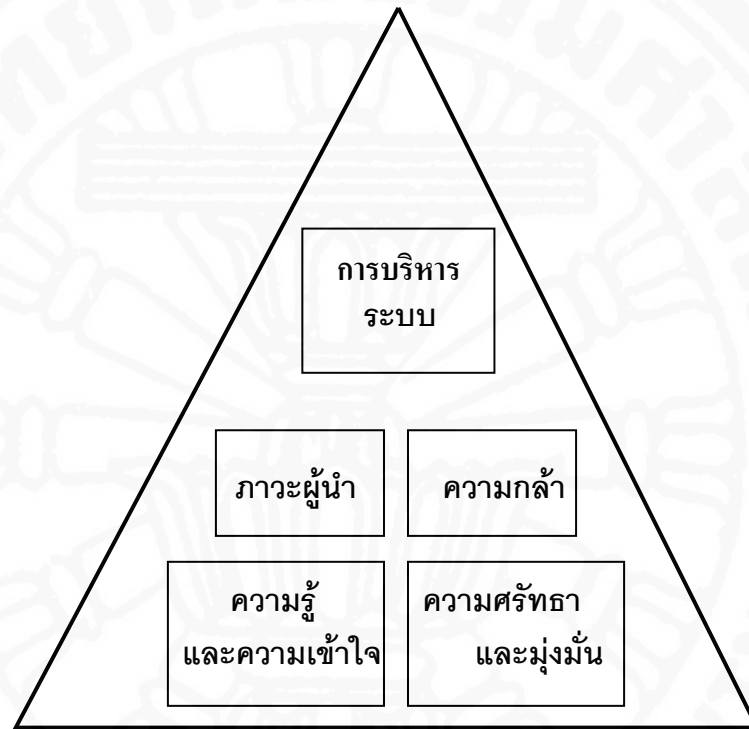 การบริหาร
ระบบ
ภาวะผู้นำ
ความกล้า
ความรู้
และความเข้าใจ
ความศรัทธา
และมุ่งมั่น